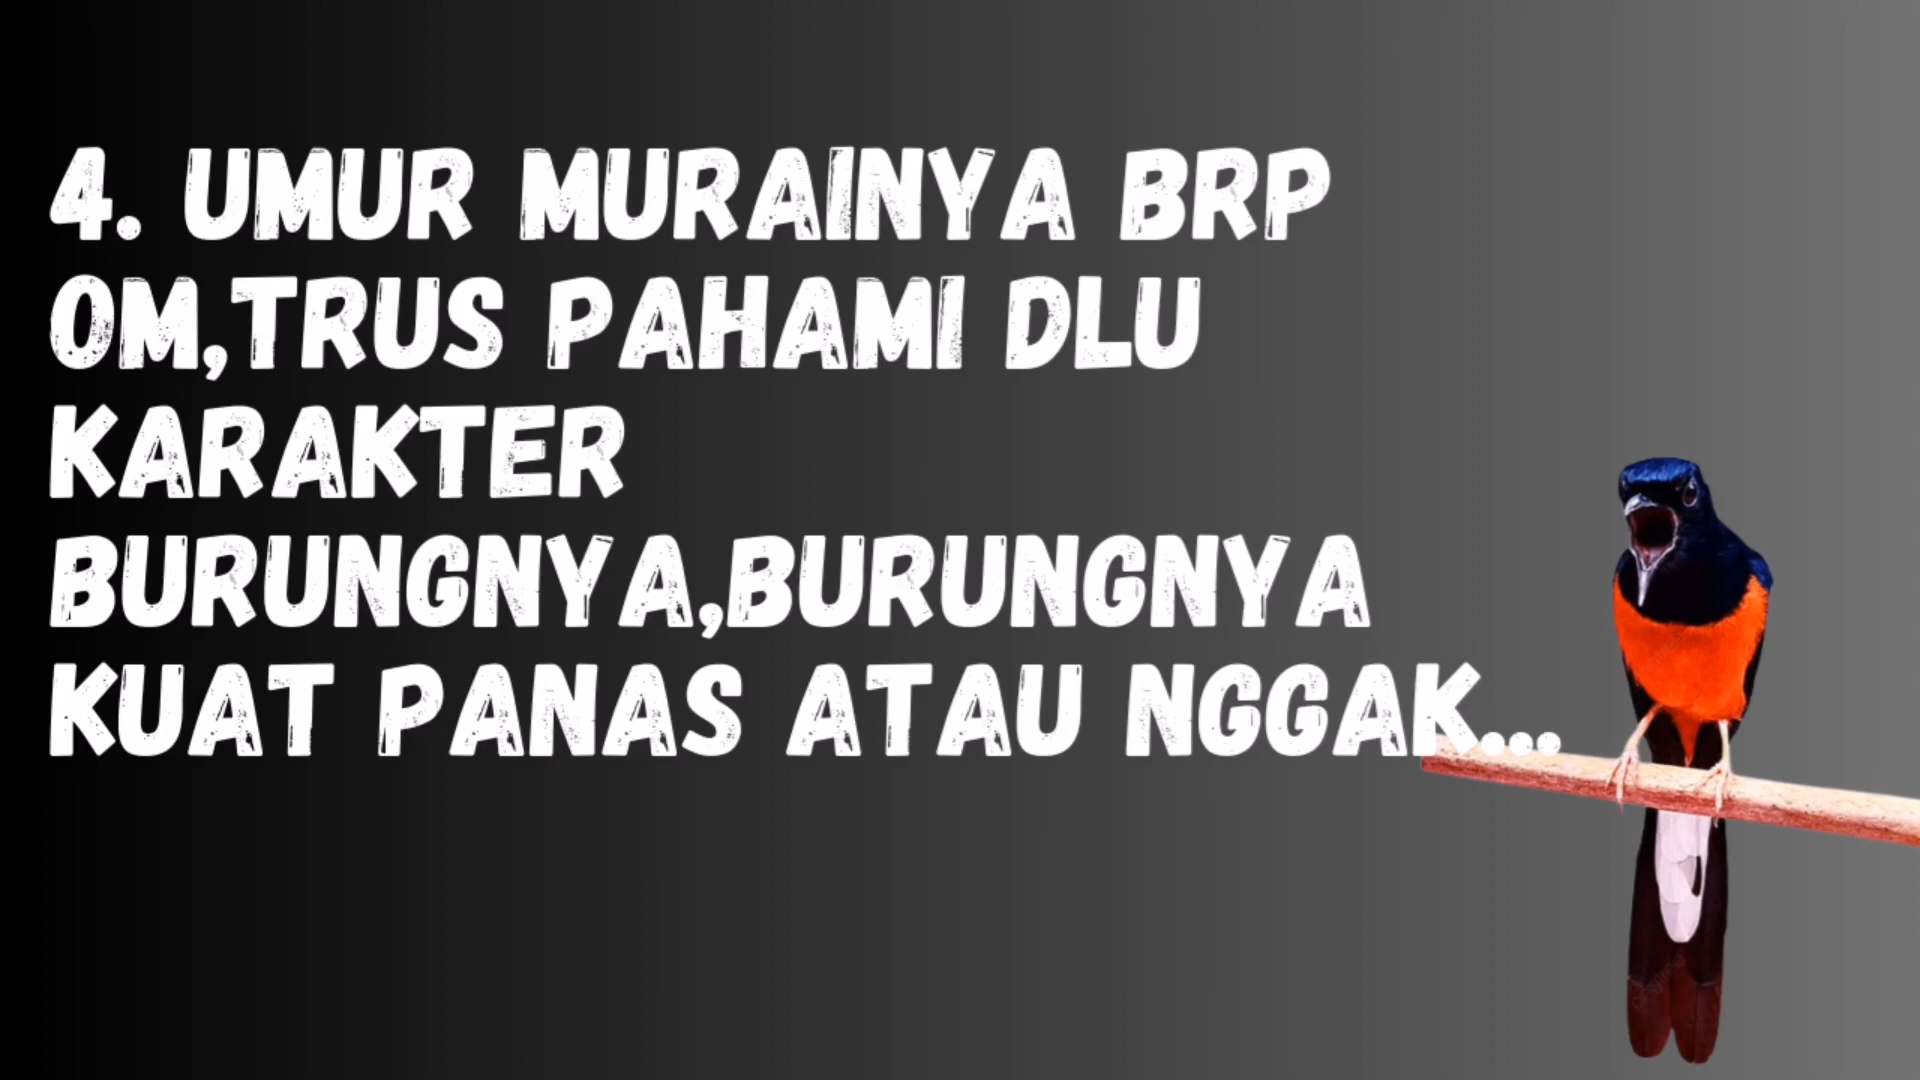 4. UMUR MURAINYA BRP
OM,TRUS PAHAMI DLU
KARAKTER
BURUNGNYA,BURUNGNYA
KUAT PANAS ATAU NGGAK...